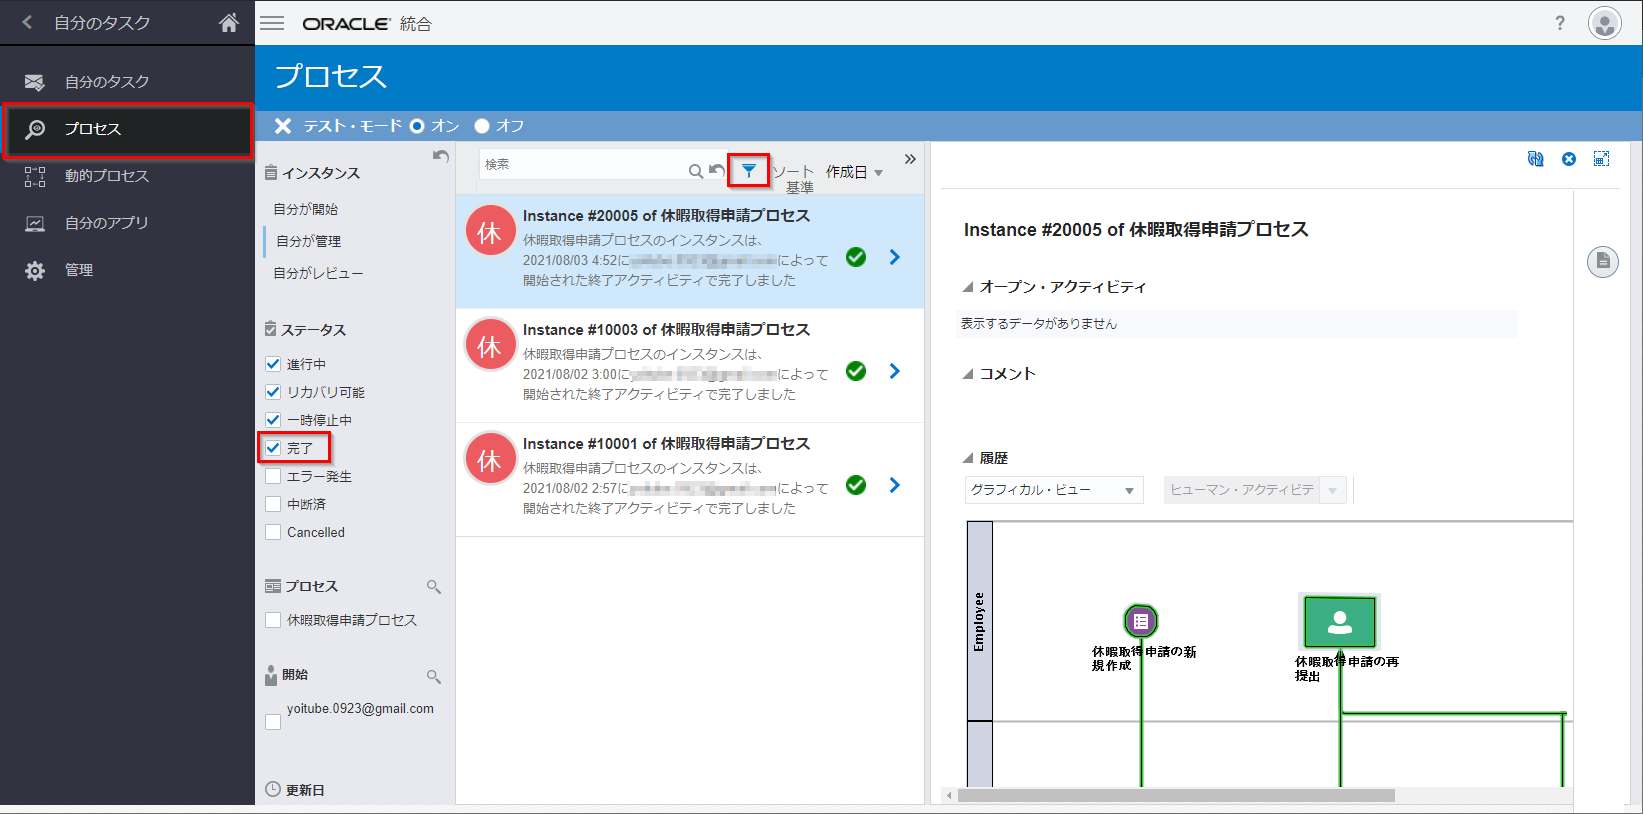 自分のタスク
ORACLE 統合
?
自分のタスク
プロセス
動的プロセス
自分のアプリ
管理
プロセス
テスト・モード オン オフ
インスタンス
自分が開始
自分が管理
自分がレビュー
ステータス
進行中
リカバリ可能
一時停止中
完了
エラー発生
中断済
Cancelled
プロセス
休暇取得申請プロセス
開始
yoitube.0923@gmail.com
更新日
検索
ソート
基準
作成日
休
Instance #20005 of 休暇取得申請プロセス
休暇取得申請プロセスのインスタンスは、
2021/08/03 4:52に
によって
開始された終了アクティビティで完了しました
休
Instance #10003 of 休暇取得申請プロセス
休暇取得申請プロセスのインスタンスは、
2021/08/02 3:00に
によって
開始された終了アクティビティで完了しました
休
Instance #10001 of 休暇取得申請プロセス
休暇取得申請プロセスのインスタンスは、
2021/08/02 2:57に
によって
開始された終了アクティビティで完了しました
Instance #20005 of 休暇取得申請プロセス
オープン・アクティビティ
表示するデータがありません
コメント
履歴
グラフィカル・ビュー
ヒューマン・アクティビテ
Employee
休暇取得申請の新
規作成
休暇取得申請の再
提出